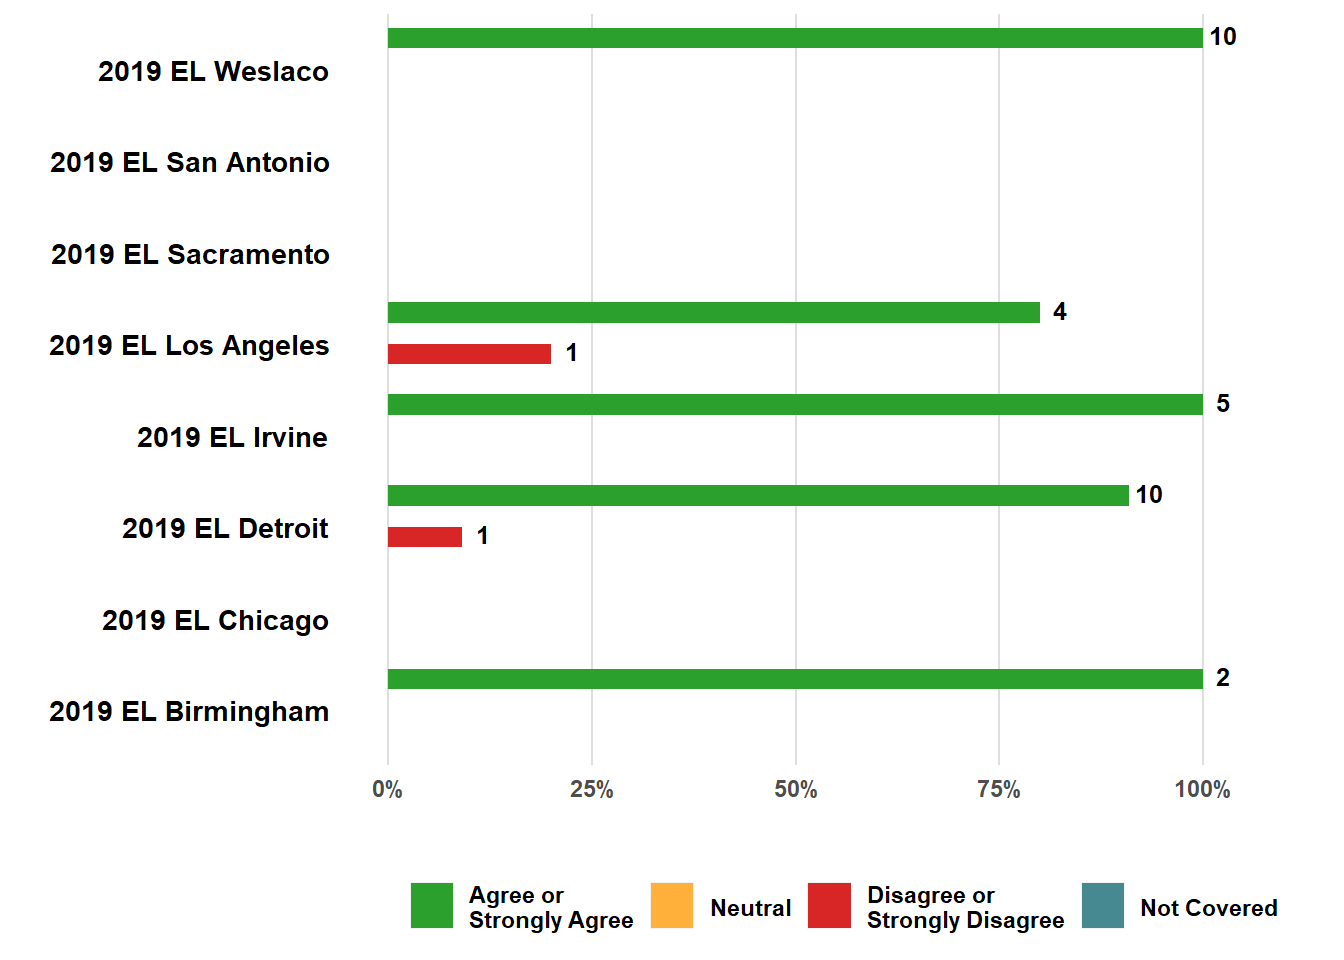 10
2019 EL Weslaco
2019 EL San Antonio
2019 EL Sacramento
4
2019 EL Los Angeles
1
5
2019 EL Irvine
10
2019 EL Detroit
1
2019 EL Chicago
2
2019 EL Birmingham
0% 25% 50% 75% 100%
Agree or
Strongly Agree
Neutral
Disagree or
Strongly Disagree
Not Covered